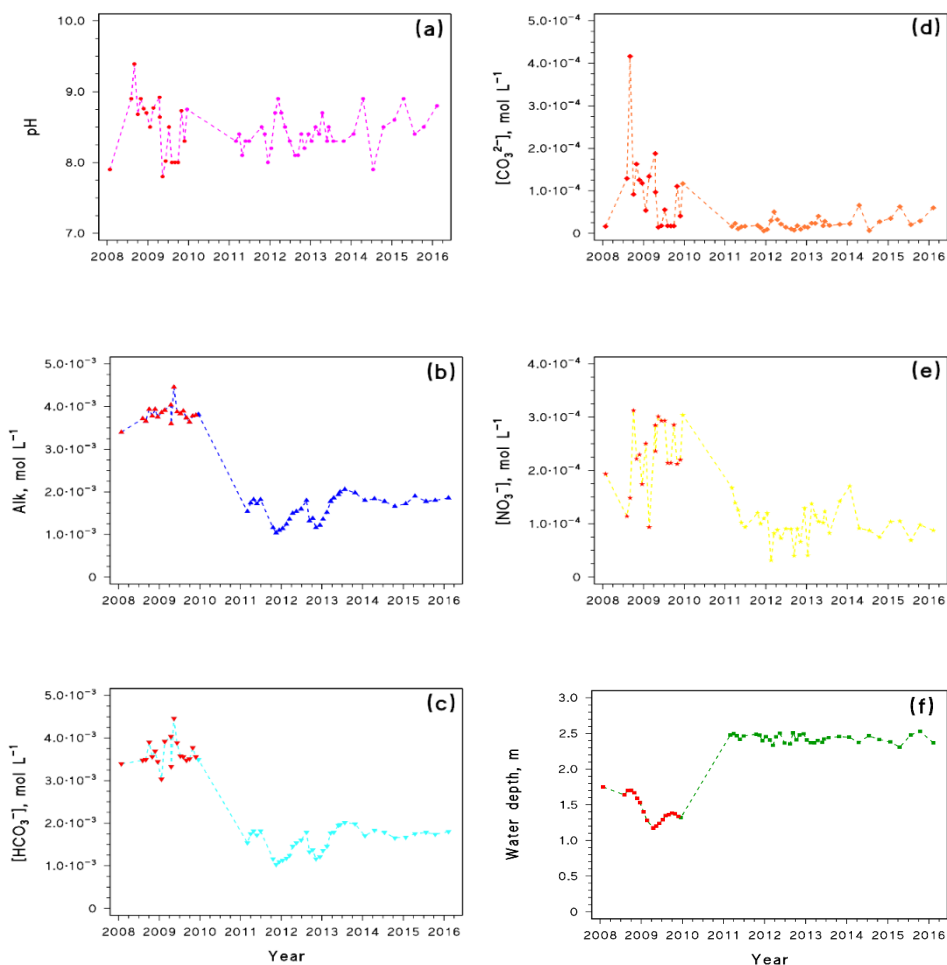 (a)
pH
10.0
9.0
8.0
7.0
2008 2009 2010 2011 2012 2013 2014 2015 2016
(d)
[CO₃²⁻], mol L⁻¹
5.0·10⁻⁴
4.0·10⁻⁴
3.0·10⁻⁴
2.0·10⁻⁴
1.0·10⁻⁴
0
2008 2009 2010 2011 2012 2013 2014 2015 2016
(b)
Alk, mol L⁻¹
5.0·10⁻³
4.0·10⁻³
3.0·10⁻³
2.0·10⁻³
1.0·10⁻³
0
2008 2009 2010 2011 2012 2013 2014 2015 2016
(e)
[NO₃⁻], mol L⁻¹
4.0·10⁻⁴
3.0·10⁻⁴
2.0·10⁻⁴
1.0·10⁻⁴
0
2008 2009 2010 2011 2012 2013 2014 2015 2016
(c)
[HCO₃⁻], mol L⁻¹
5.0·10⁻³
4.0·10⁻³
3.0·10⁻³
2.0·10⁻³
1.0·10⁻³
0
2008 2009 2010 2011 2012 2013 2014 2015 2016
Year
(f)
Water depth, m
3.0
2.5
2.0
1.5
1.0
0.5
0
2008 2009 2010 2011 2012 2013 2014 2015 2016
Year